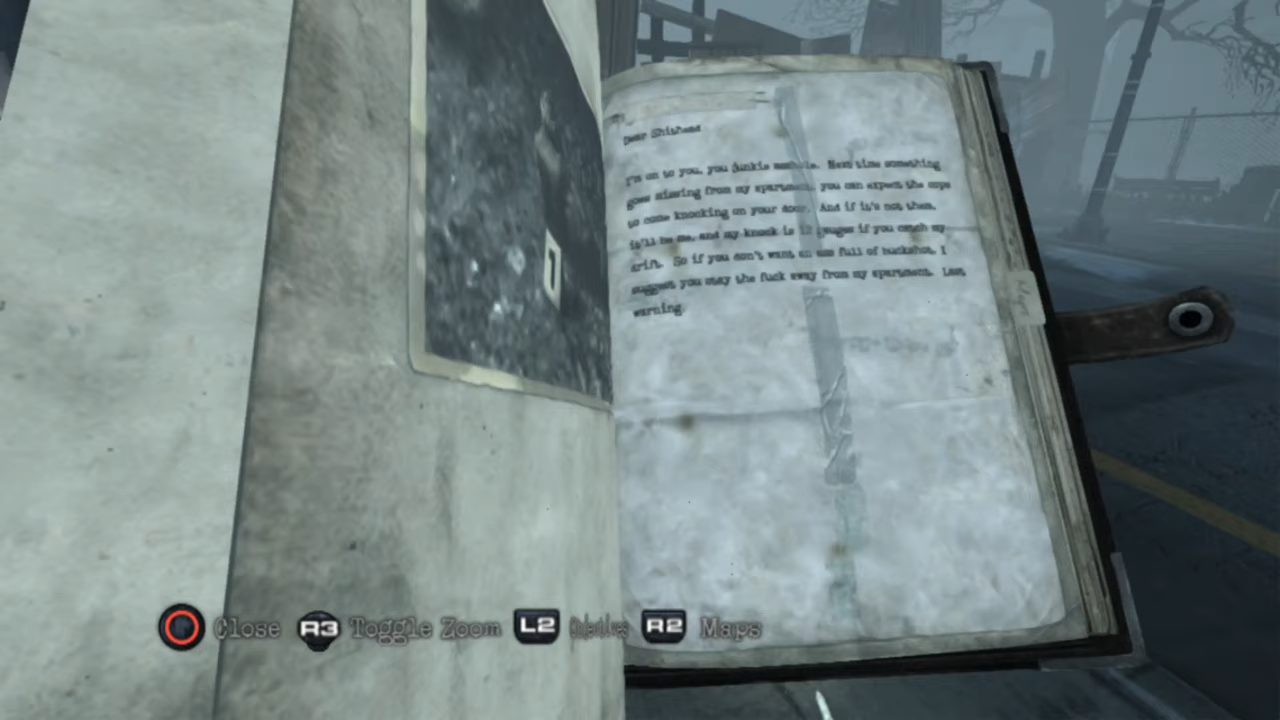 Dear Shithead
I'm on to you, you junkie asshole. Next time something
goes missing from my apartment, you can expect the cops
to come knocking on your door. And if it's not them,
it'll be me, and my knock is 12 gauges if you catch my
drift. So if you don't want an ass full of buckshot, I
suggest you stay the fuck away from my apartment. Last
warning.
1
Close R3 Toggle Zoom L2 R2 Maps